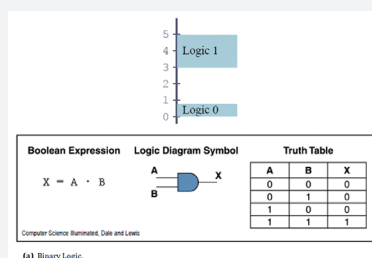 5
4 Logic 1
3
2
1
Logic 0
0
Boolean Expression Logic Diagram Symbol Truth Table
X = A · B
A
B
X
A B X
0 0 0
0 1 0
1 0 0
1 1 1
Computer Science Illuminated, Dale and Lewis
(a) Binary Logic.